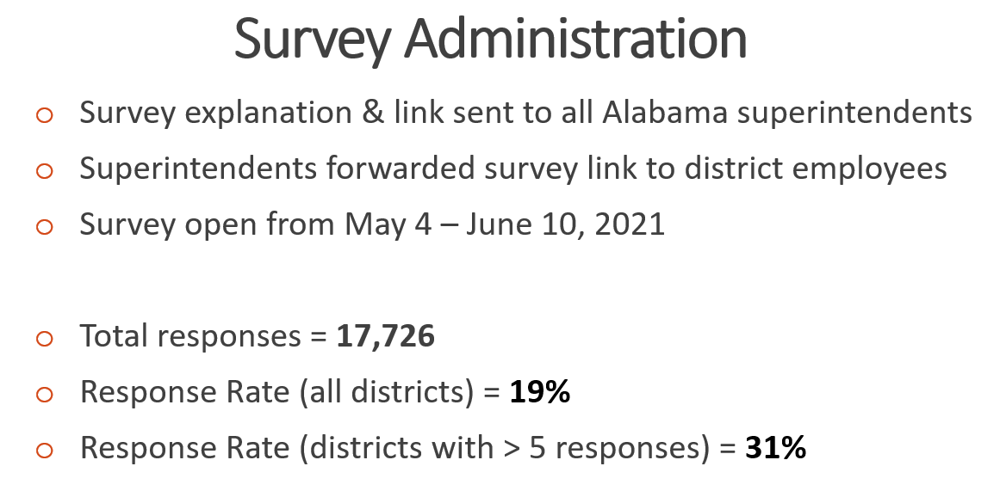 Survey Administration
Survey explanation & link sent to all Alabama superintendents
Superintendents forwarded survey link to district employees
Survey open from May 4 – June 10, 2021
Total responses = 17,726
Response Rate (all districts) = 19%
Response Rate (districts with > 5 responses) = 31%